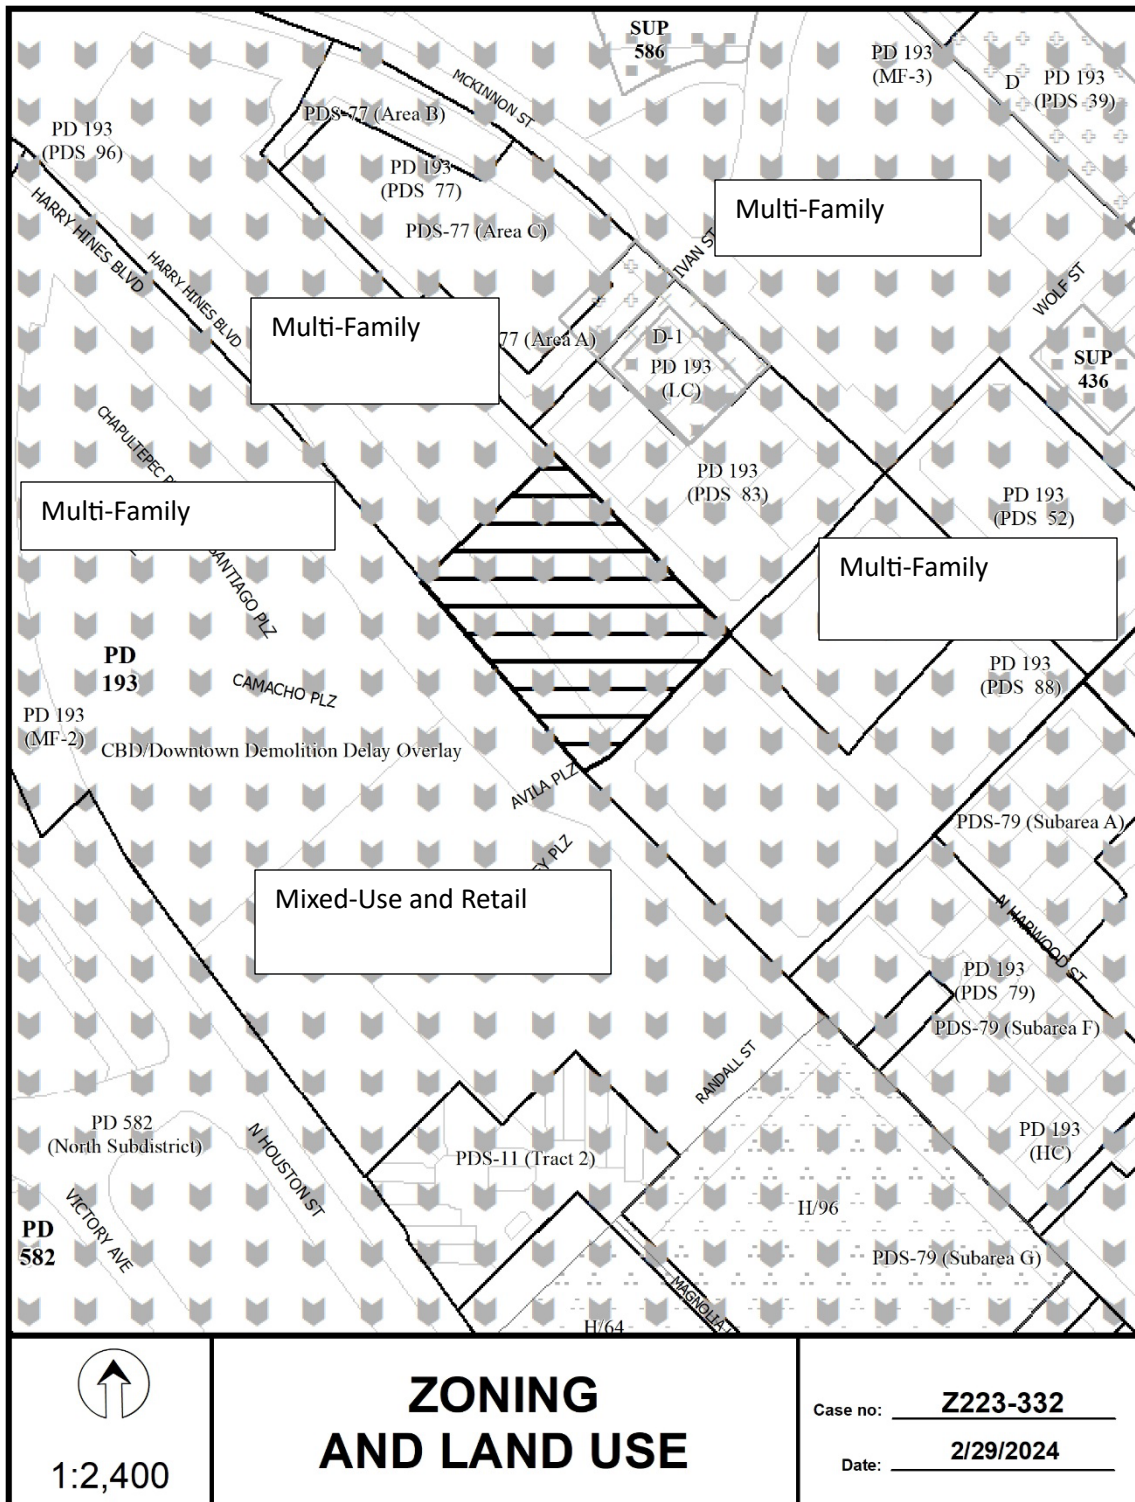 SUP
586
PD 193
(MF-3)
D
PD 193
(PDS 39)
MCKINNON ST
PDS-77 (Area B)
PD 193
(PDS 96)
PD 193
(PDS 77)
PDS-77 (Area C)
Multi-Family
HARRY HINES BLVD
HARRY HINES BLVD
IVAN ST
WOLF ST
Multi-Family
77 (Area A)
D-1
PD 193
(LC)
SUP
436
CHAPULTEPEC
PD 193
(PDS 83)
PD 193
(PDS 52)
Multi-Family
SANTIAGO PLZ
Multi-Family
PD
193
CAMACHO PLZ
PD 193
(PDS 88)
PD 193
(MF-2)
CBD/Downtown Demolition Delay Overlay
AVILA PLZ
PLZ
PDS-79 (Subarea A)
Mixed-Use and Retail
N HARWOOD ST
PD 193
(PDS 79)
PDS-79 (Subarea F)
RANDALL ST
PD 582
(North Subdistrict)
N HOUSTON ST
PDS-11 (Tract 2)
PD 193
(HC)
VICTORY AVE
H/96
PD
582
PDS-79 (Subarea G)
MAGNOLIA
H/64
1:2,400
ZONING
AND LAND USE
Case no: Z223-332
Date: 2/29/2024